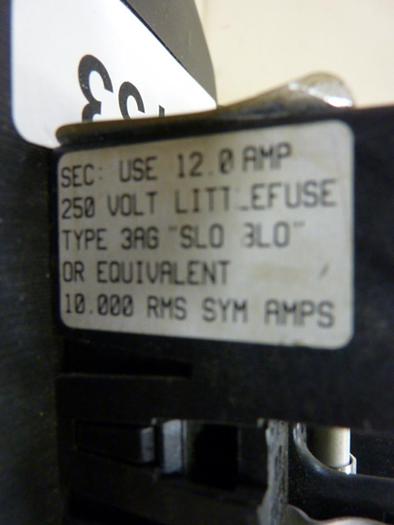 SEC: USE 12.0 AMP
250 VOLT LITTLEFUSE
TYPE 3AG "SLO BLO"
OR EQUIVALENT
10.000 RMS SYM AMPS